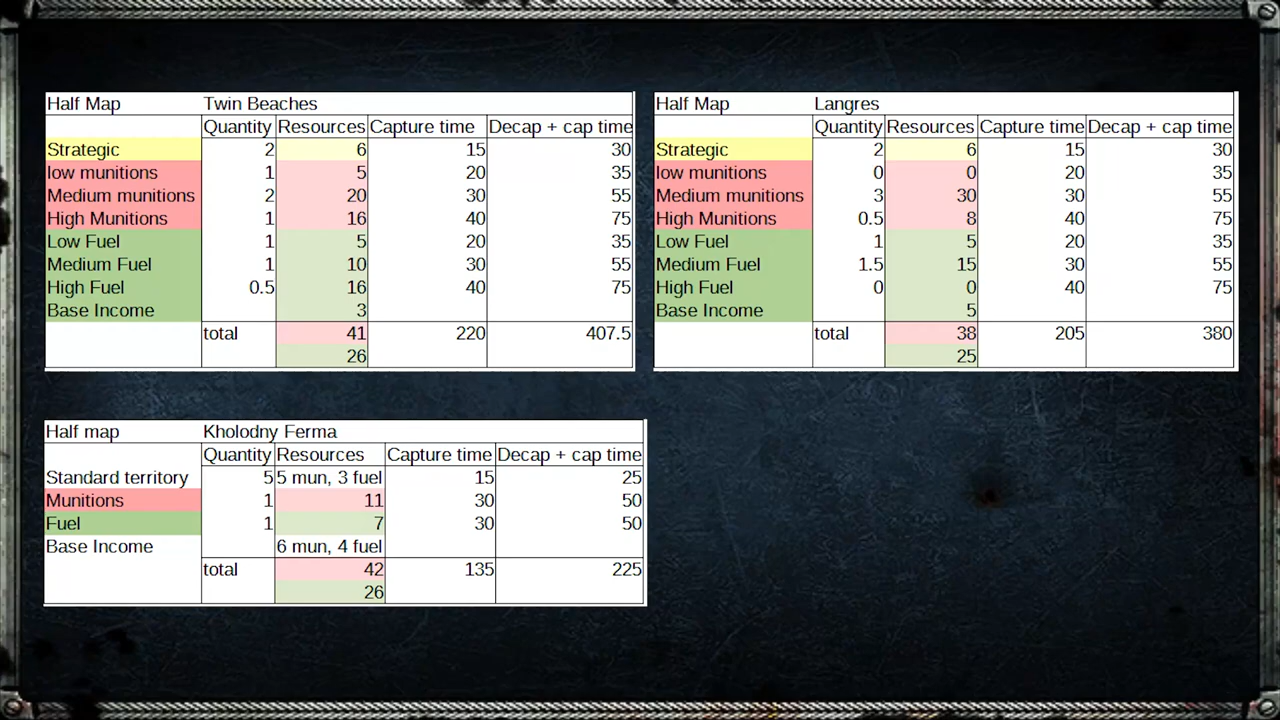 Half Map Twin Beaches
Quantity Resources Capture time Decap + cap time
Strategic 2 6 15 30
low munitions 1 5 20 35
Medium munitions 2 20 30 55
High Munitions 1 16 40 75
Low Fuel 1 5 20 35
Medium Fuel 1 10 30 55
High Fuel 0.5 16 40 75
Base Income 3
total 41 220 407.5
26
Half Map Langres
Quantity Resources Capture time Decap + cap time
Strategic 2 6 15 30
low munitions 0 0 20 35
Medium munitions 3 30 30 55
High Munitions 0.5 8 40 75
Low Fuel 1 5 20 35
Medium Fuel 1.5 15 30 55
High Fuel 0 0 40 75
Base Income 5
total 38 205 380
25
Half map Kholodny Ferma
Quantity Resources Capture time Decap + cap time
Standard territory 5 5 mun, 3 fuel 15 25
Munitions 1 11 30 50
Fuel 1 7 30 50
Base Income 6 mun, 4 fuel
total 42 135 225
26